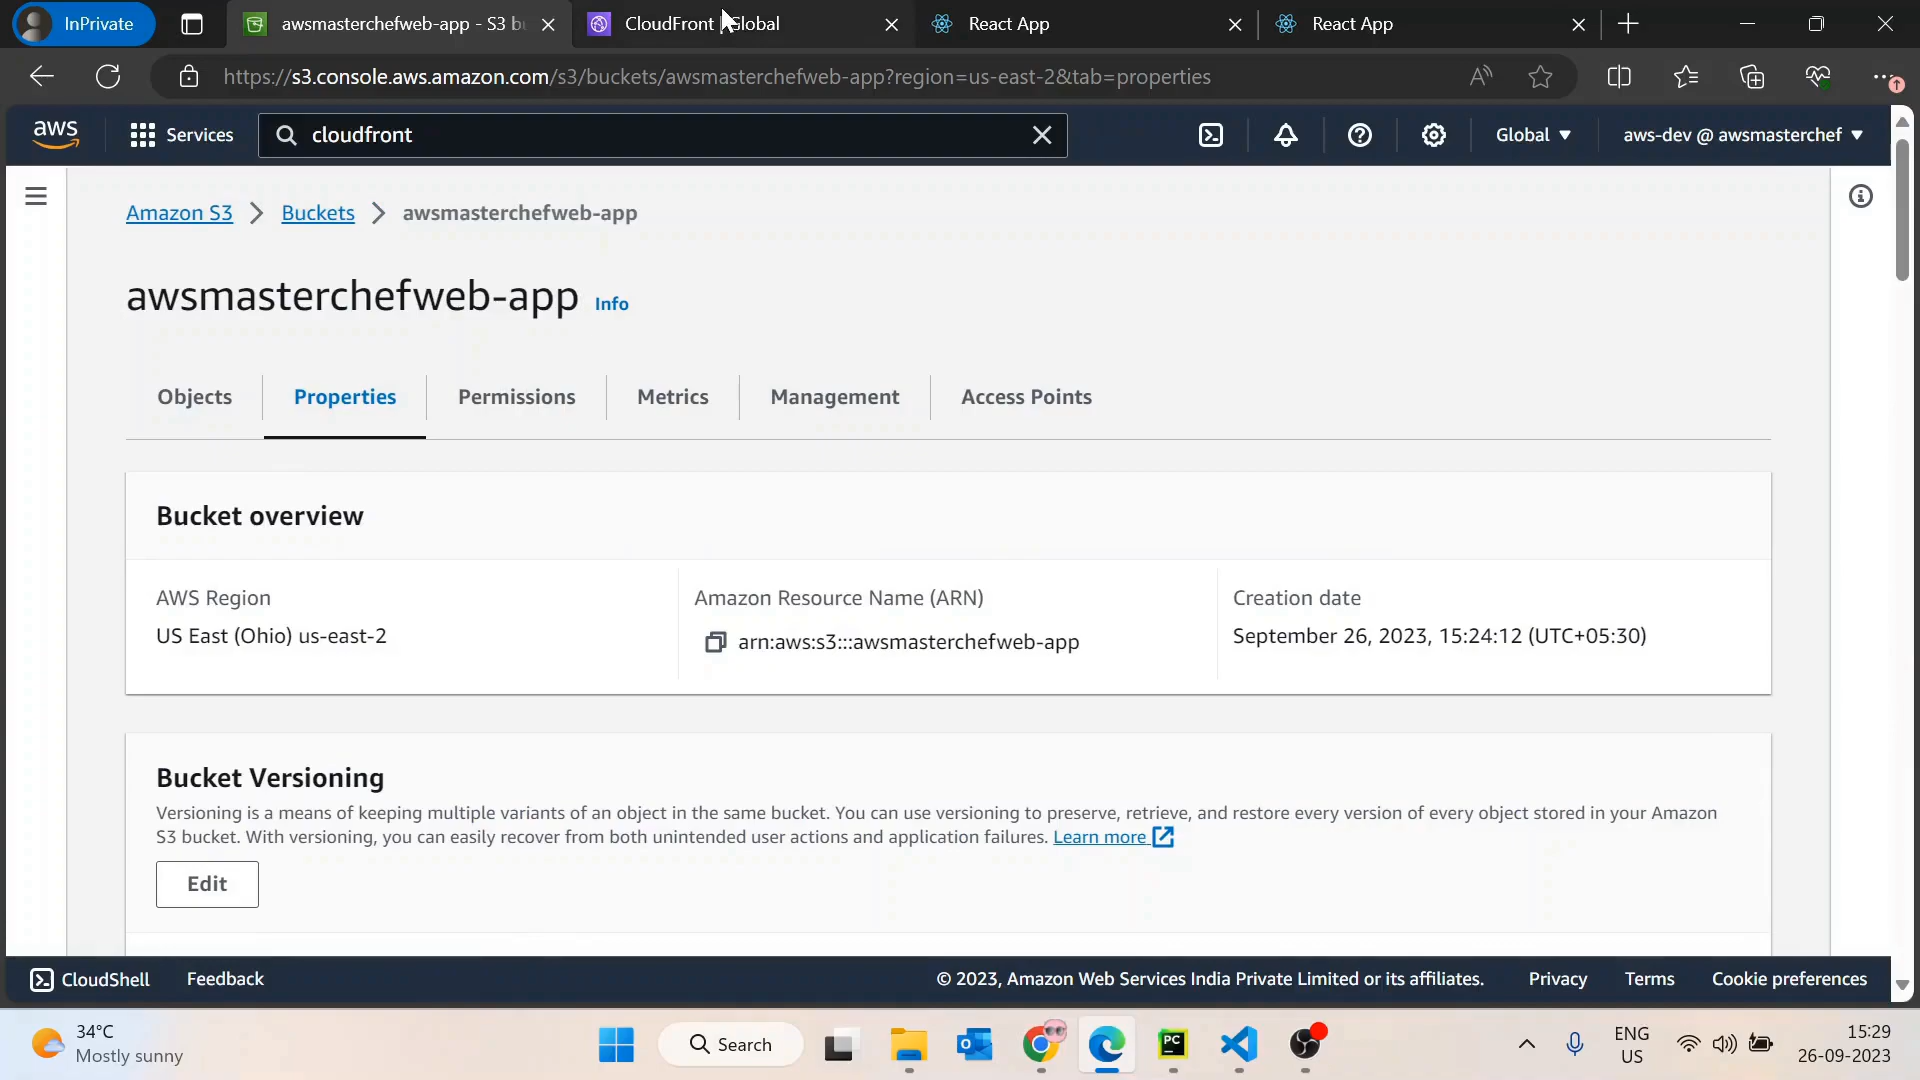 InPrivate
awsmasterchefweb-app - S3 bu
CloudFront | Global
React App
React App
https://s3.console.aws.amazon.com/s3/buckets/awsmasterchefweb-app?region=us-east-2&tab=properties
aws
Services
cloudfront
Global
aws-dev @ awsmasterchef
Amazon S3
Buckets
awsmasterchefweb-app
awsmasterchefweb-app Info
Objects
Properties
Permissions
Metrics
Management
Access Points
Bucket overview
AWS Region
US East (Ohio) us-east-2
Amazon Resource Name (ARN)
arn:aws:s3:::awsmasterchefweb-app
Creation date
September 26, 2023, 15:24:12 (UTC+05:30)
Bucket Versioning
Versioning is a means of keeping multiple variants of an object in the same bucket. You can use versioning to preserve, retrieve, and restore every version of every object stored in your Amazon
S3 bucket. With versioning, you can easily recover from both unintended user actions and application failures. Learn more
Edit
CloudShell
Feedback
© 2023, Amazon Web Services India Private Limited or its affiliates.
Privacy
Terms
Cookie preferences
34°C
Mostly sunny
Search
PC
ENG
US
15:29
26-09-2023